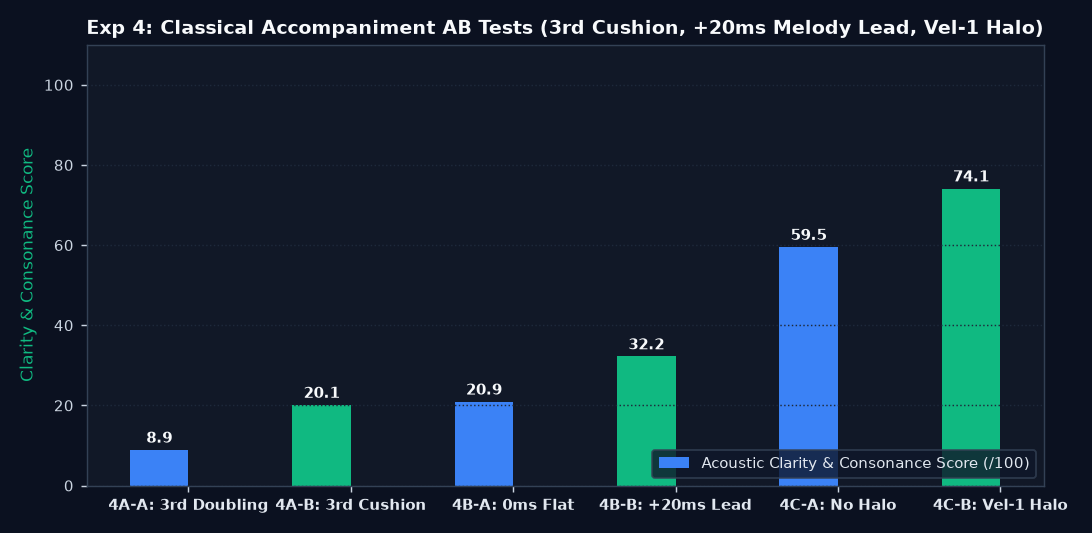 Exp 4: Classical Accompaniment AB Tests (3rd Cushion, +20ms Melody Lead, Vel-1 Halo)
Clarity & Consonance Score
100
80
60
40
20
0
8.9
20.1
20.9
32.2
59.5
74.1
Acoustic Clarity & Consonance Score (/100)
4A-A: 3rd Doubling
4A-B: 3rd Cushion
4B-A: 0ms Flat
4B-B: +20ms Lead
4C-A: No Halo
4C-B: Vel-1 Halo